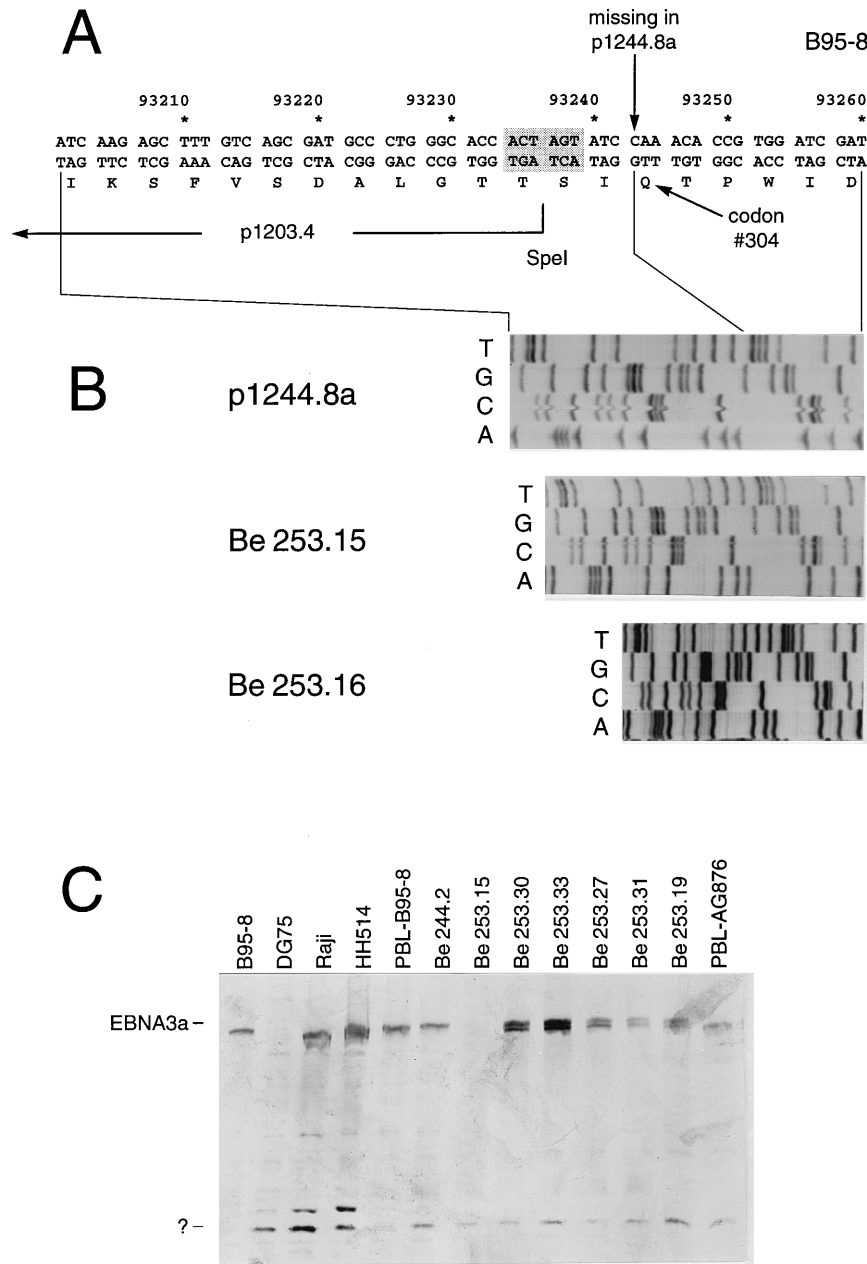 A
missing in
p1244.8a
B95-8
93210 93220 93230 93240 93250 93260
* * * * * *
ATC AAG AGC TTT GTC AGC GAT GCC CTG GGC ACC ACT AGT ATC CAA ACA CCG TGG ATC GAT
TAG TTC TCG AAA CAG TCG CTA CGG GAC CCG TGG TGA TCA TAG GTT TGT GGC ACC TAG CTA
I K S F V S D A L G T T S I Q T P W I D
p1203.4
SpeI
codon
#304
B
p1244.8a
T
G
C
A
Be 253.15
T
G
C
A
Be 253.16
T
G
C
A
C
B95-8
DG75
Raji
HH514
PBL-B95-8
Be 244.2
Be 253.15
Be 253.30
Be 253.33
Be 253.27
Be 253.31
Be 253.19
PBL-AG876
EBNA3a –
? –